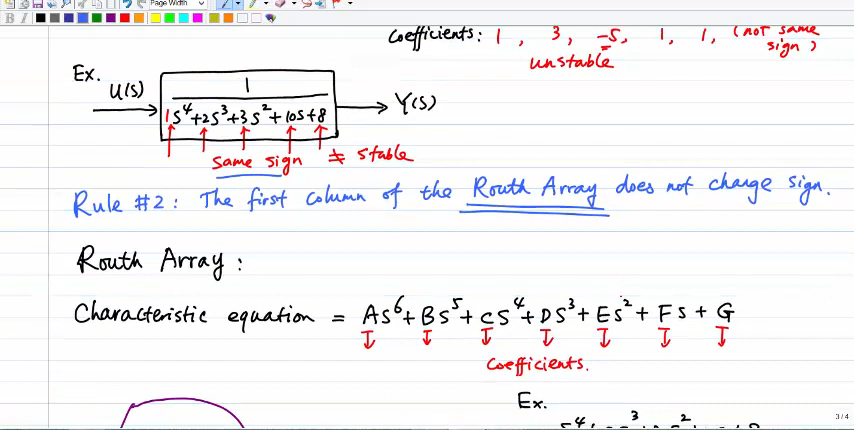 Page Width
B I
Coefficients: 1, 3, -5, 1, 1, (not same sign)
unstable
Ex.
U(s)
1
1s⁴+2s³+3s²+10s+8
Y(s)
same sign ≠ stable
Rule #2: The first column of the Routh Array does not change sign.
Routh Array:
Characteristic equation = As⁶+Bs⁵+Cs⁴+Ds³+Es²+Fs+G
Coefficients.
Ex.
3/4